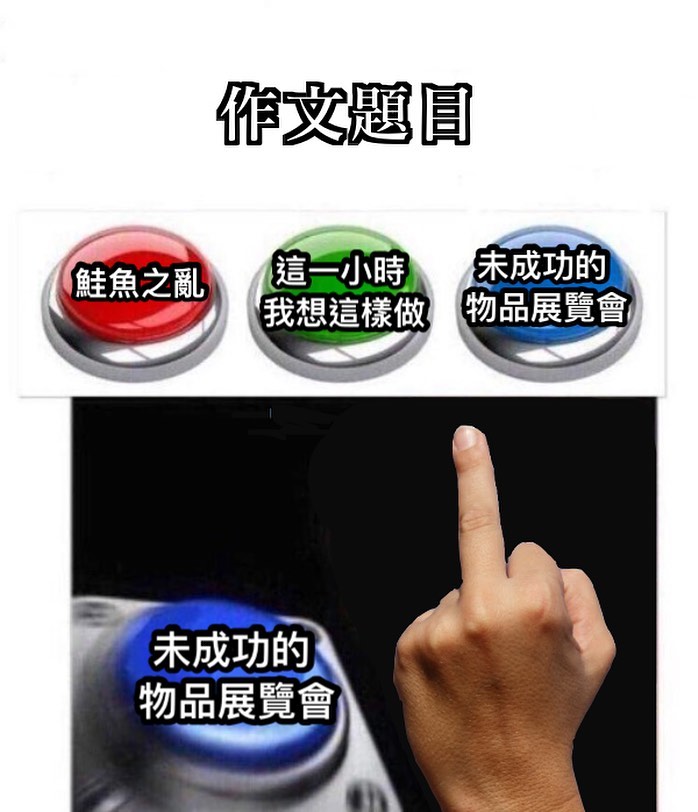 作文題目
鮭魚之亂
這一小時
我想這樣做
未成功的
物品展覽會
未成功的
物品展覽會